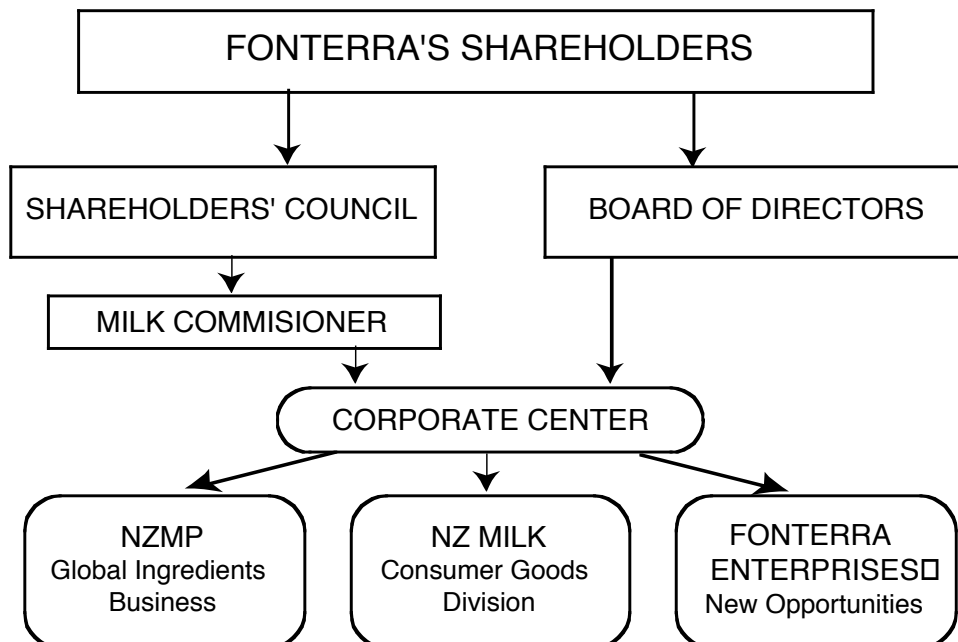 FONTERRA'S SHAREHOLDERS
SHAREHOLDERS' COUNCIL
BOARD OF DIRECTORS
MILK COMMISIONER
CORPORATE CENTER
NZMP
Global Ingredients
Business
NZ MILK
Consumer Goods
Division
FONTERRA
ENTERPRISES□
New Opportunities